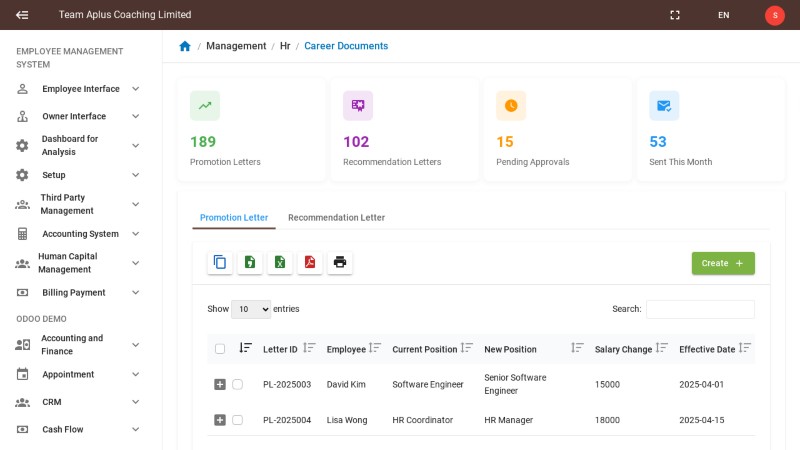 Team Aplus Coaching Limited
EN
S
EMPLOYEE MANAGEMENT
SYSTEM
Employee Interface
Owner Interface
Dashboard for
Analysis
Setup
Third Party
Management
Accounting System
Human Capital
Management
Billing Payment
ODOO DEMO
Accounting and
Finance
Appointment
CRM
Cash Flow
/ Management / Hr / Career Documents
189
Promotion Letters
102
Recommendation Letters
15
Pending Approvals
53
Sent This Month
Promotion Letter Recommendation Letter
Create +
Show 10 entries
Search:
Letter ID Employee Current Position New Position Salary Change Effective Date
PL-2025003 David Kim Software Engineer Senior Software Engineer 15000 2025-04-01
PL-2025004 Lisa Wong HR Coordinator HR Manager 18000 2025-04-15